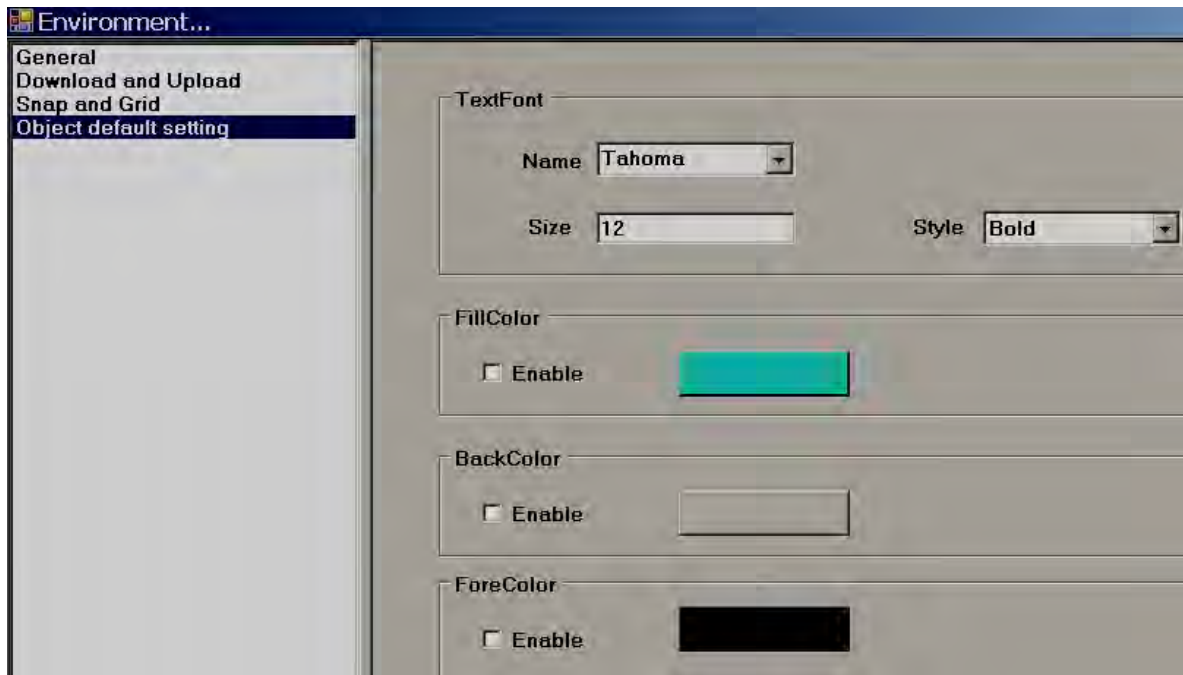 Environment...
General
Download and Upload
Snap and Grid
Object default setting
TextFont
Name Tahoma
Size 12 Style Bold
FillColor
Enable
BackColor
Enable
ForeColor
Enable